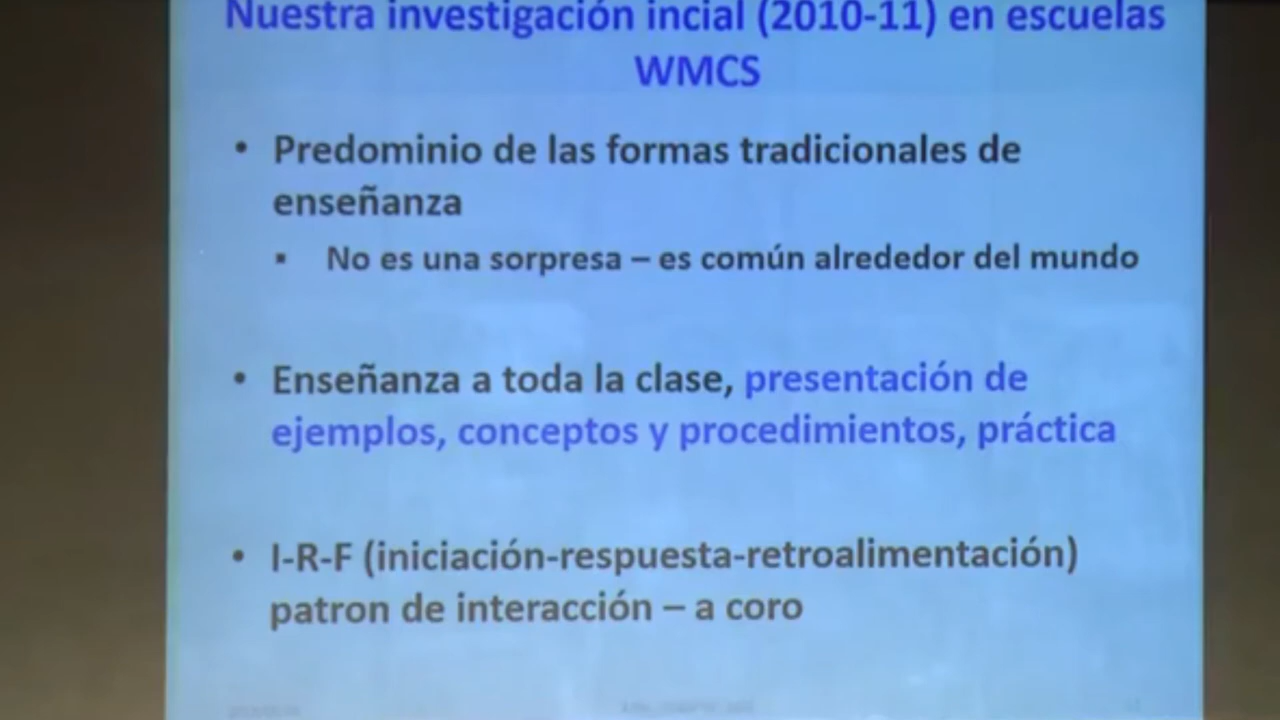 Nuestra investigación incial (2010-11) en escuelas
WMCS
• Predominio de las formas tradicionales de
enseñanza
▪ No es una sorpresa – es común alrededor del mundo
• Enseñanza a toda la clase, presentación de
ejemplos, conceptos y procedimientos, práctica
• I-R-F (iniciación-respuesta-retroalimentación)
patron de interacción – a coro